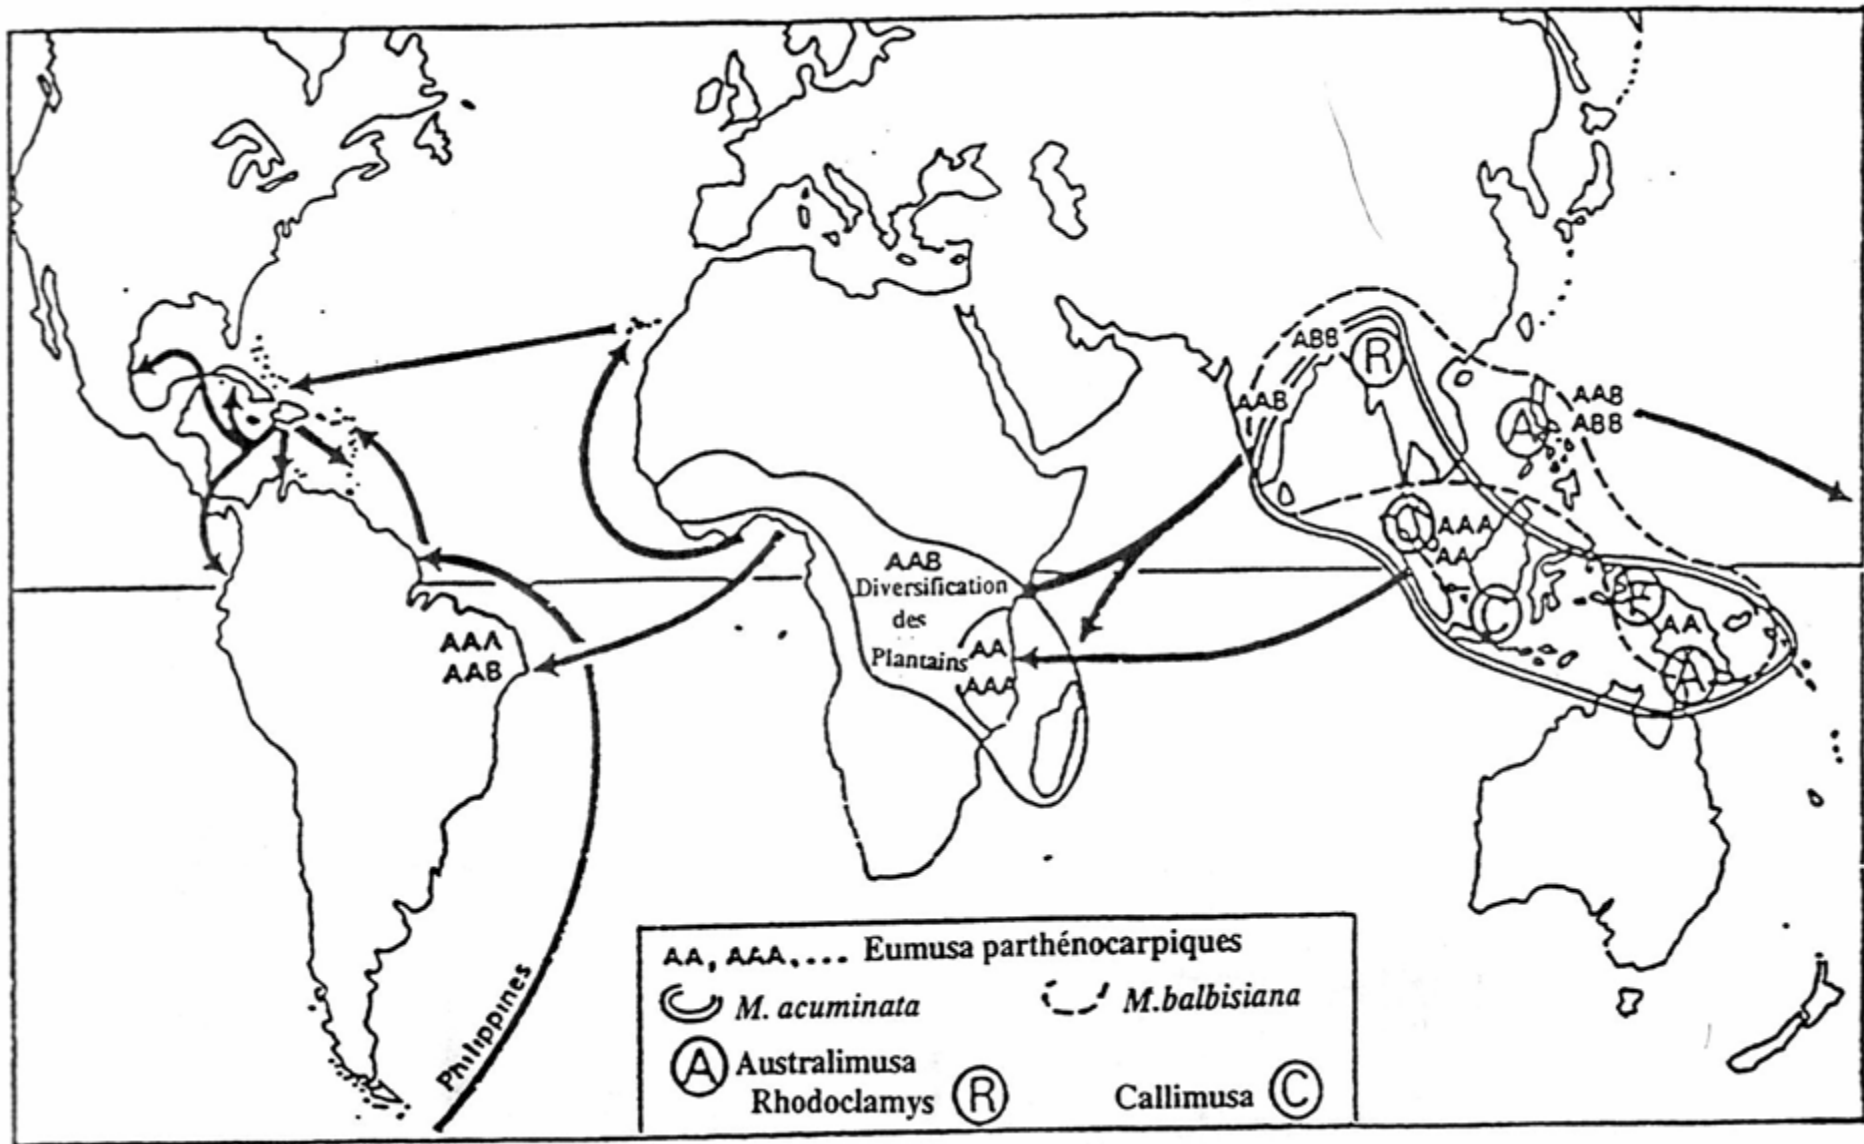 ABB
R
AAB
A
AAB
ABB
AAA
AA
C
AA
A
AAB
Diversification
des
Plantains
AA
AAA
AAA
AAB
Philippines
AA, AAA, ... Eumusa parthénocarpiques
M. acuminata
M.balbisiana
A Australimusa
Rhodoclamys R
Callimusa C